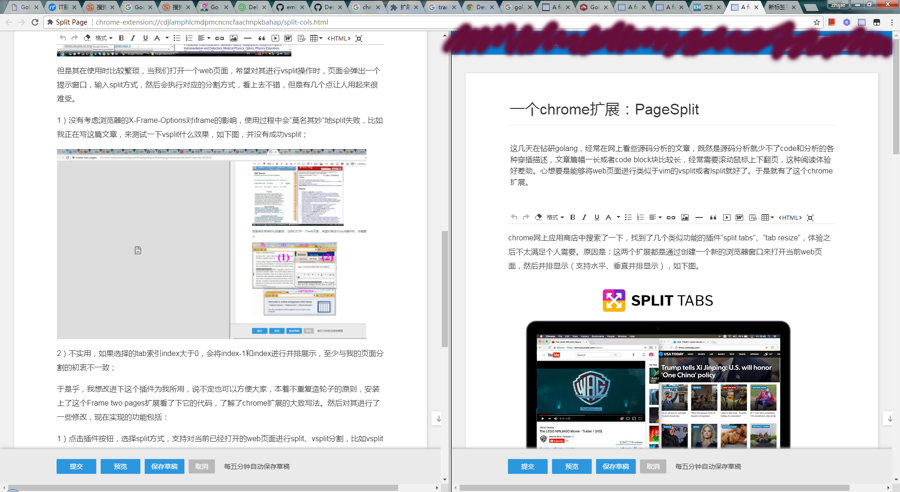 Split Page
chrome-extension://cdjlamphlcmdpmcncncfaachnpkbahap/split-cols.html
格式 B I U A <HTML>
但是其在使用时比较繁琐，当我们打开一个web页面，希望对其进行vsplit操作时，页面会弹出一个
提示窗口，输入split方式，然后会执行对应的分割方式，看上去不错，但是有几个点让人用起来很
难受。
1）没有考虑浏览器的X-Frame-Options对iframe的影响，使用过程中会“莫名其妙”地split失败，比如
我正在写这篇文章，来测试一下vsplit什么效果，如下图，并没有成功vsplit；
(1) (2)
2）不实用，如果选择的tab索引index大于0，会将index-1和index进行并排展示，至少与我的页面分
割的初衷不一致；
于是乎，我想改进下这个插件为我所用，说不定也可以方便大家，本着不重复造轮子的原则，安装
上了这个Frame two pages扩展看了下它的代码，了解了chrome扩展的大致写法。然后对其进行了
一些修改，现在实现的功能包括：
1）点击插件按钮，选择split方式，支持对当前已经打开的web页面进行split、vsplit分割，比如vsplit
提交 预览 保存草稿 取消 每五分钟自动保存草稿
一个chrome扩展：PageSplit
这几天在钻研golang，经常在网上看些源码分析的文章，既然是源码分析就少不了code和分析的各
种穿插描述，文章篇幅一长或者code block块比较长，经常需要滚动鼠标上下翻页，这种阅读体验
好差劲。心想要是能够将web页面进行类似于vim的vsplit或者lsplit就好了。于是就有了这个chrome
扩展。
格式 B I U A <HTML>
chrome网上应用商店中搜索了一下，找到了几个类似功能的插件“split tabs”、“tab resize”，体验之
后不太满足个人需要。原因是：这两个扩展都是通过创建一个新的浏览器窗口来打开当前web页
面，然后并排显示（支持水平、垂直并排显示），如下图。
SPLIT TABS
YouTube
USA TODAY
WAG
Trump tells Xi Jinping: U.S. will
honor 'One China' policy
提交 预览 保存草稿 取消 每五分钟自动保存草稿